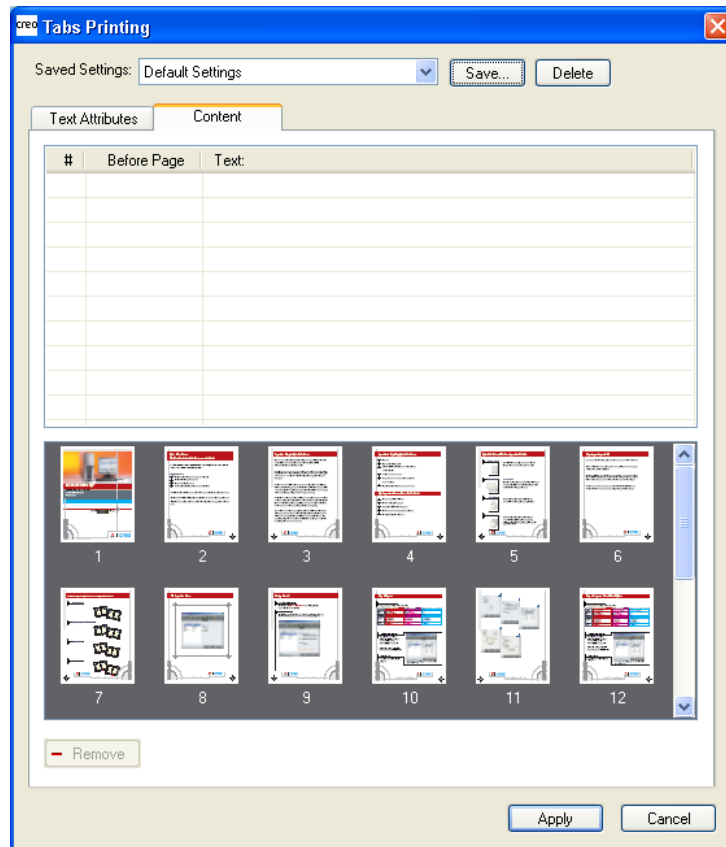 creo Tabs Printing
Saved Settings: Default Settings Save... Delete
Text Attributes Content
# Before Page Text:
1 2 3 4 5 6
7 8 9 10 11 12
Remove
Apply Cancel